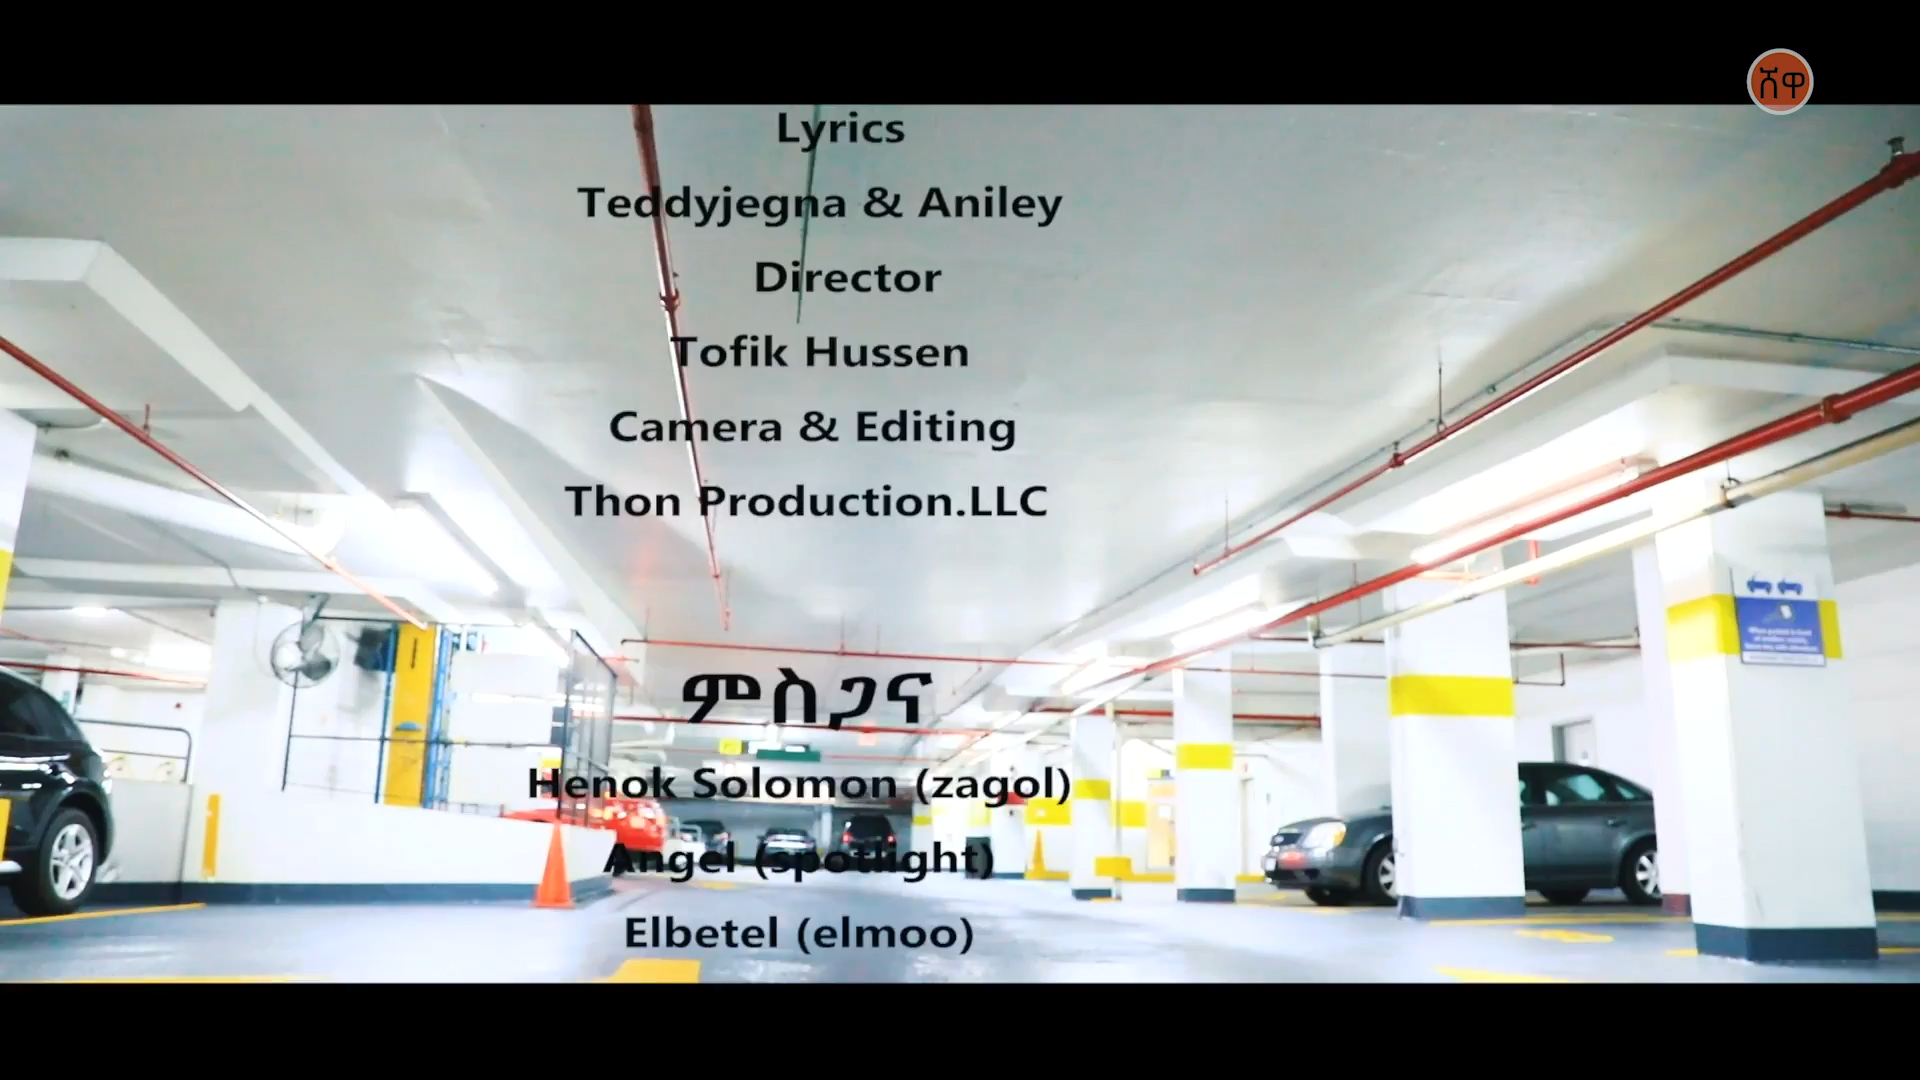 ሾዋ
Lyrics
Teddyjegna & Aniley
Director
Tofik Hussen
Camera & Editing
Thon Production.LLC
ምስጋና
Henok Solomon (zagol)
Angel (spotlight)
Elbetel (elmoo)